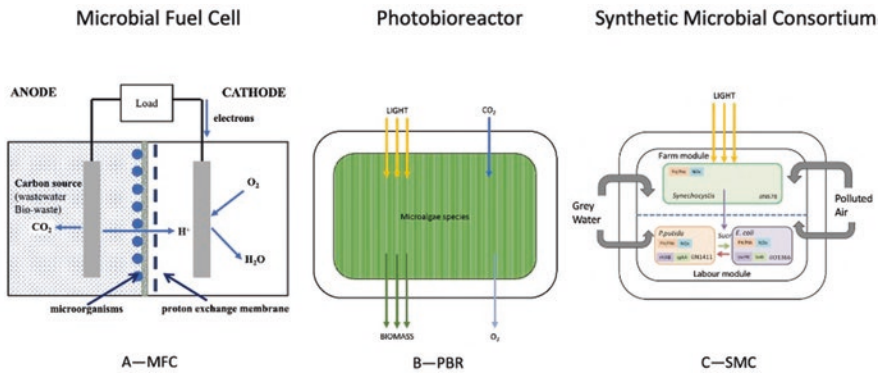 Microbial Fuel Cell
Photobioreactor
Synthetic Microbial Consortium
ANODE
Load
CATHODE
electrons
Carbon source
(wastewater
Bio-waste)
CO₂
H⁺
O₂
H₂O
microorganisms
proton exchange membrane
A—MFC
LIGHT
CO₂
Microalgae species
BIOMASS
O₂
B—PBR
LIGHT
Farm module
Synechocystis
Grey
Water
Polluted
Air
P.putida
E. coli
Labour module
C—SMC